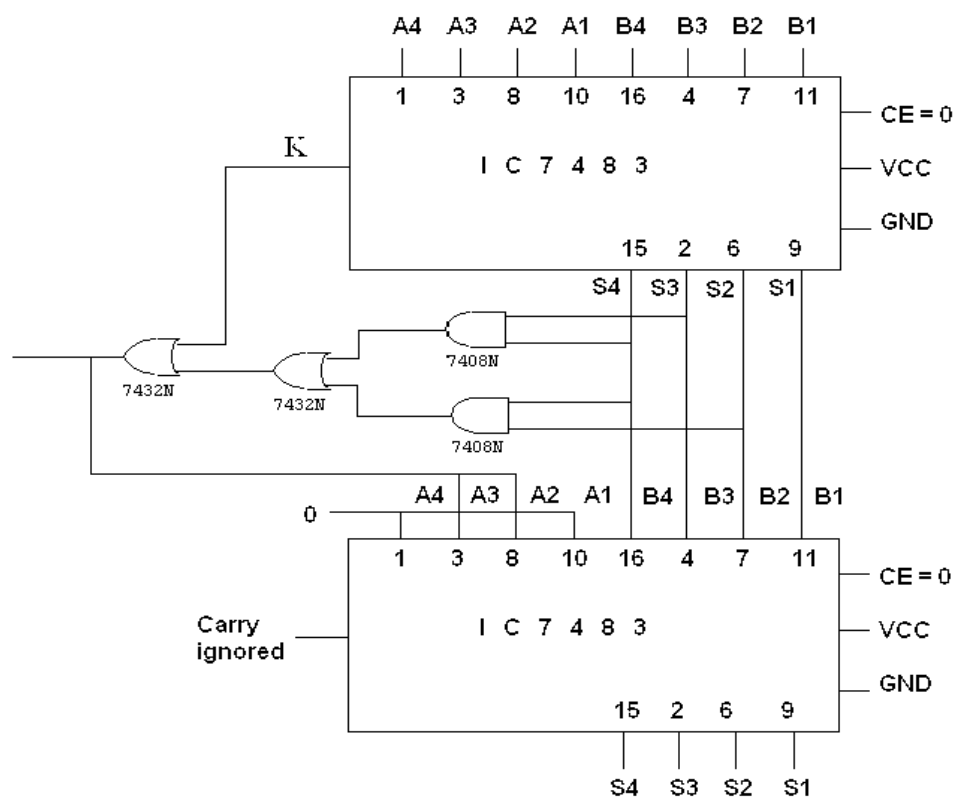 A4 A3 A2 A1 B4 B3 B2 B1
1 3 8 10 16 4 7 11
CE = 0
K
I C 7 4 8 3
VCC
GND
15 2 6 9
S4 S3 S2 S1
7408N
7432N
7432N
7408N
A4 A3 A2 A1 B4 B3 B2 B1
0
1 3 8 10 16 4 7 11
CE = 0
Carry
ignored
I C 7 4 8 3
VCC
GND
15 2 6 9
S4 S3 S2 S1